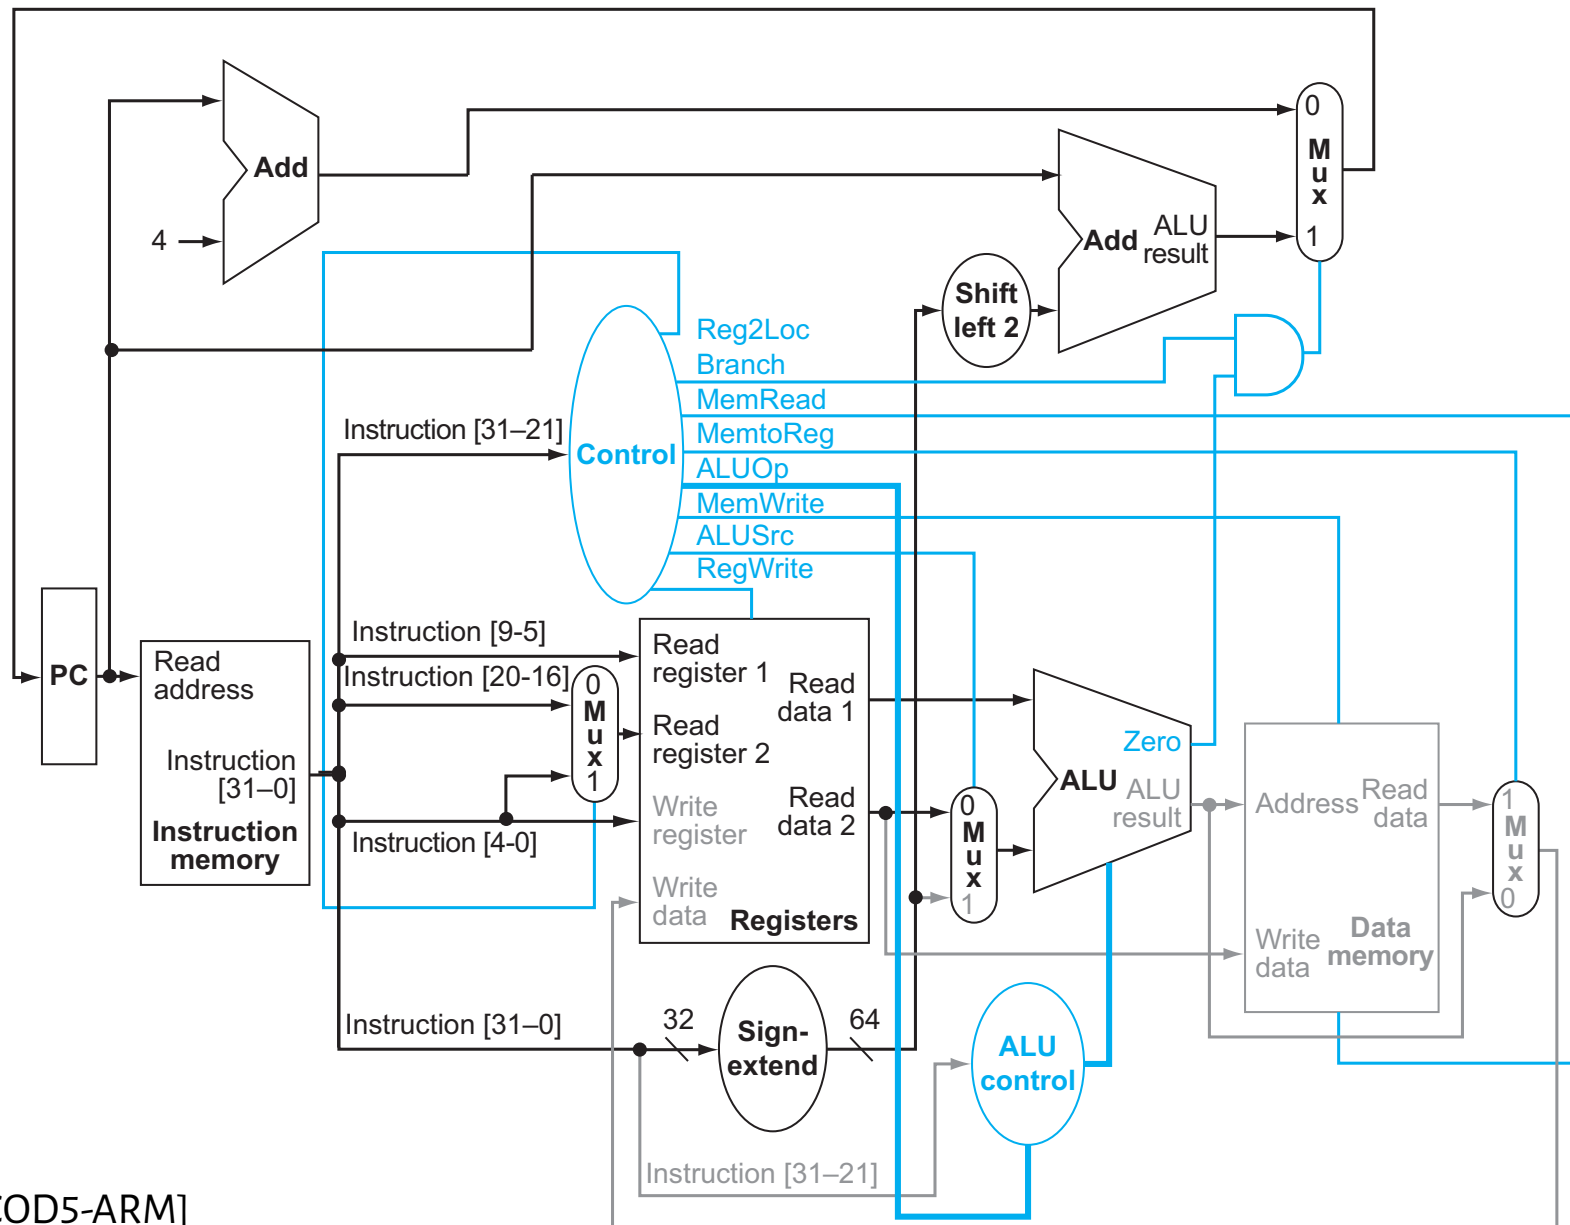 0
M
u
x
1
Add
4
Add
ALU
result
Shift
left 2
Reg2Loc
Branch
MemRead
MemtoReg
ALUOp
MemWrite
ALUSrc
RegWrite
Control
Instruction [31–21]
PC
Read
address
Instruction
[31–0]
Instruction
memory
Instruction [9-5]
Instruction [20-16]
Instruction [4-0]
0
M
u
x
1
Read
register 1
Read
register 2
Write
register
Write
data
Read
data 1
Read
data 2
Registers
0
M
u
x
1
Zero
ALU
ALU
result
Address
Read
data
Write
data
Data
memory
1
M
u
x
0
Instruction [31–0]
32
Sign-
extend
64
ALU
control
Instruction [31–21]
COD5-ARM]